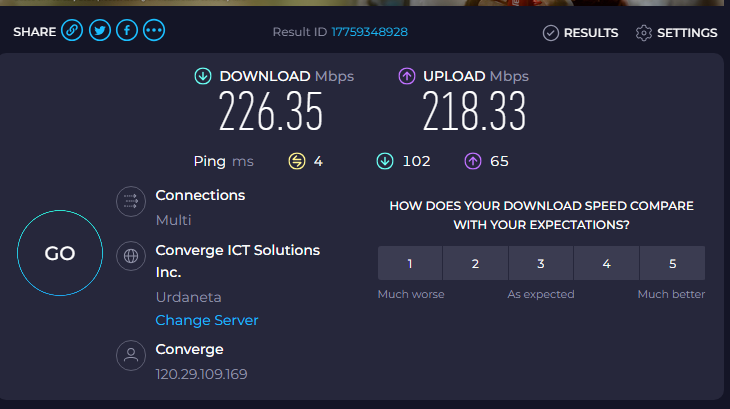 SHARE
Result ID 17759348928
RESULTS
SETTINGS
DOWNLOAD Mbps
226.35
UPLOAD Mbps
218.33
Ping ms 4 102 65
GO
Connections
Multi
Converge ICT Solutions
Inc.
Urdaneta
Change Server
Converge
120.29.109.169
HOW DOES YOUR DOWNLOAD SPEED COMPARE
WITH YOUR EXPECTATIONS?
1 2 3 4 5
Much worse As expected Much better